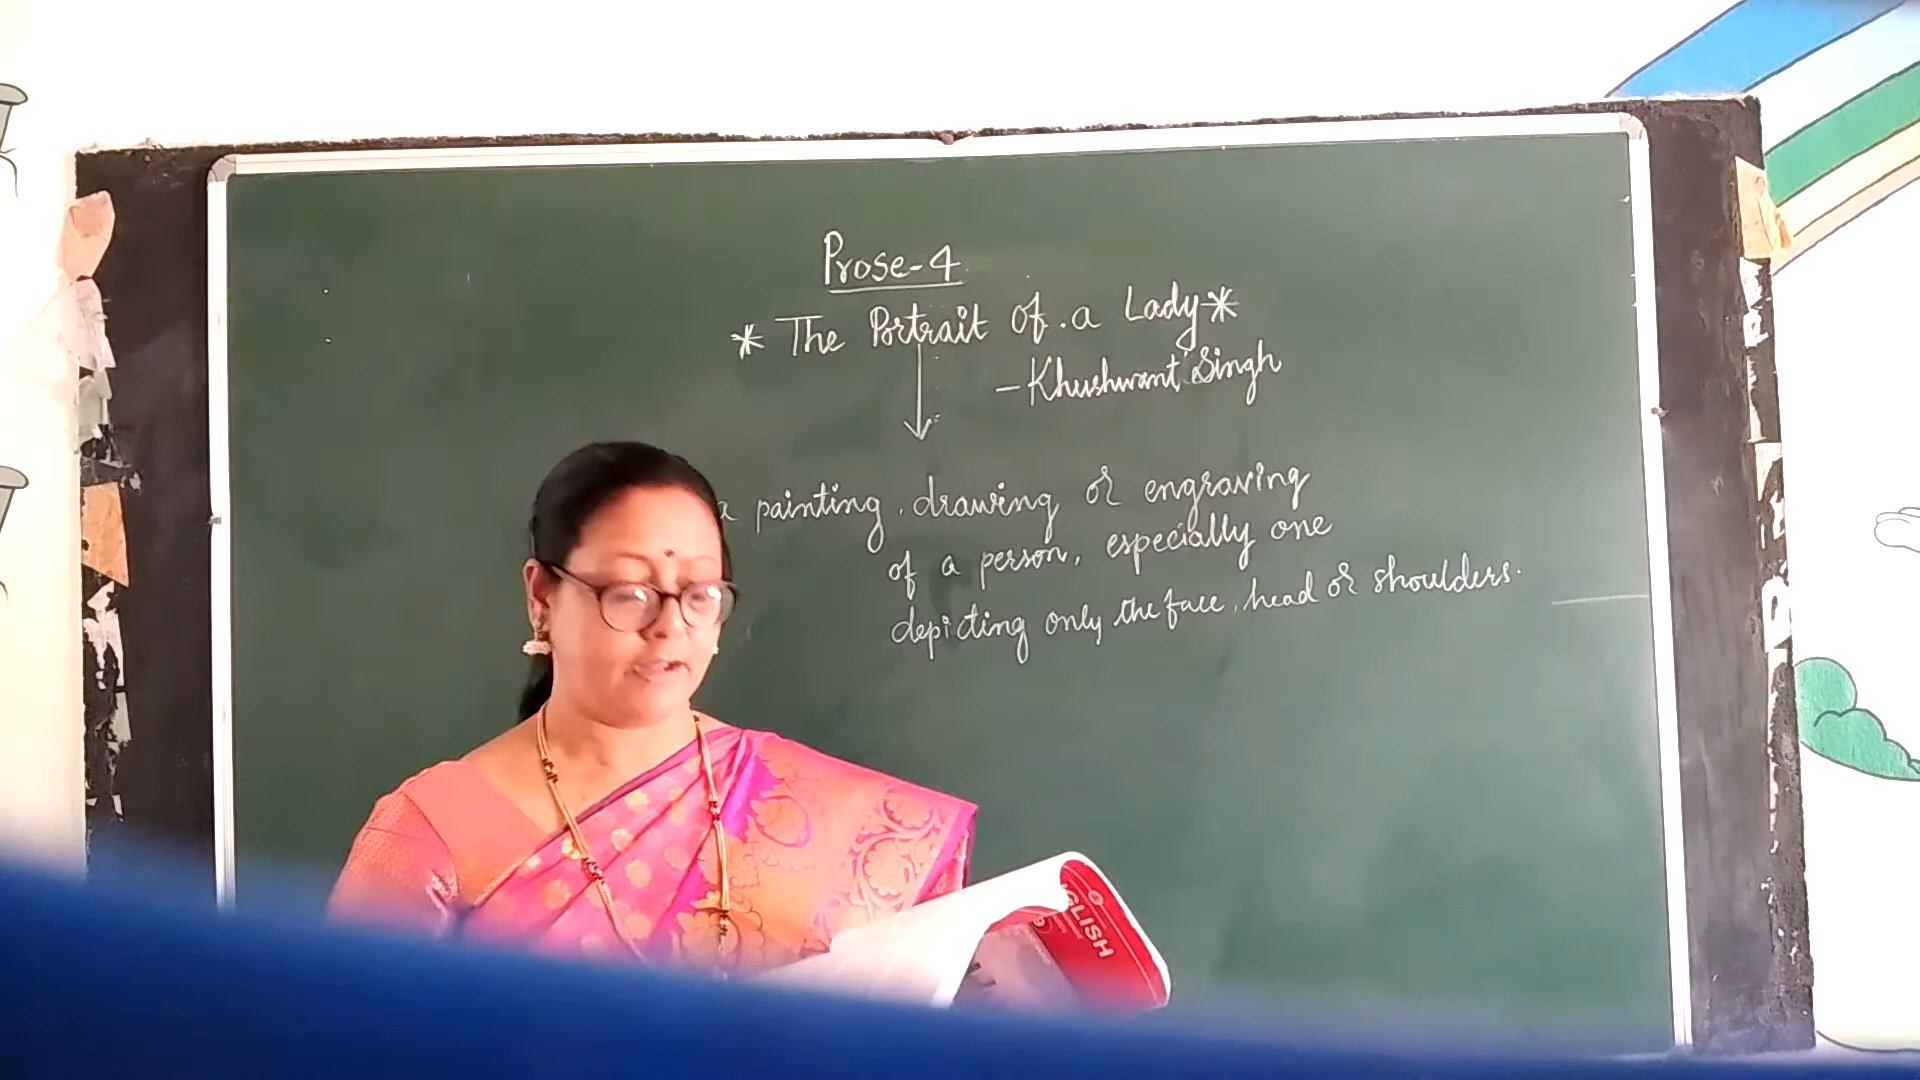 Prose-4
* The Portrait of a Lady *
- Khushwant Singh
a painting, drawing or engraving
of a person, especially one
depicting only the face, head or shoulders.
GLISH